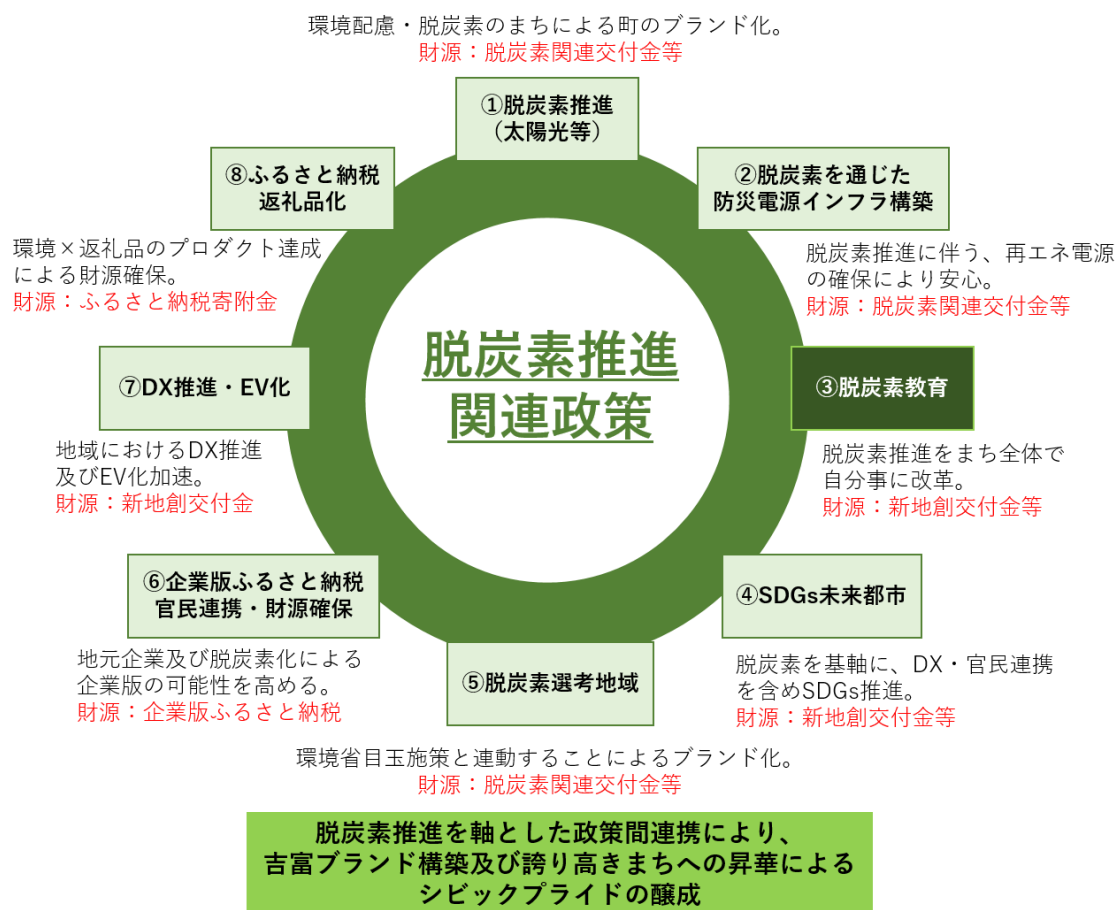 環境配慮・脱炭素のまちによる町のブランド化。
財源：脱炭素関連交付金等
①脱炭素推進
（太陽光等）
②脱炭素を通じた
防災電源インフラ構築
脱炭素推進に伴う、再エネ電源
の確保により安心。
財源：脱炭素関連交付金等
③脱炭素教育
脱炭素推進をまち全体で
自分事に改革。
財源：新地創交付金等
④SDGs未来都市
脱炭素を基軸に、DX・官民連携
を含めSDGs推進。
財源：新地創交付金等
⑤脱炭素選考地域
環境省目玉施策と連動することによるブランド化。
財源：脱炭素関連交付金等
⑥企業版ふるさと納税
官民連携・財源確保
地元企業及び脱炭素化による
企業版の可能性を高める。
財源：企業版ふるさと納税
⑦DX推進・EV化
地域におけるDX推進
及びEV化加速。
財源：新地創交付金
⑧ふるさと納税
返礼品化
環境×返礼品のプロダクト達成
による財源確保。
財源：ふるさと納税寄附金
脱炭素推進
関連政策
脱炭素推進を軸とした政策間連携により、
吉富ブランド構築及び誇り高きまちへの昇華による
シビックプライドの醸成